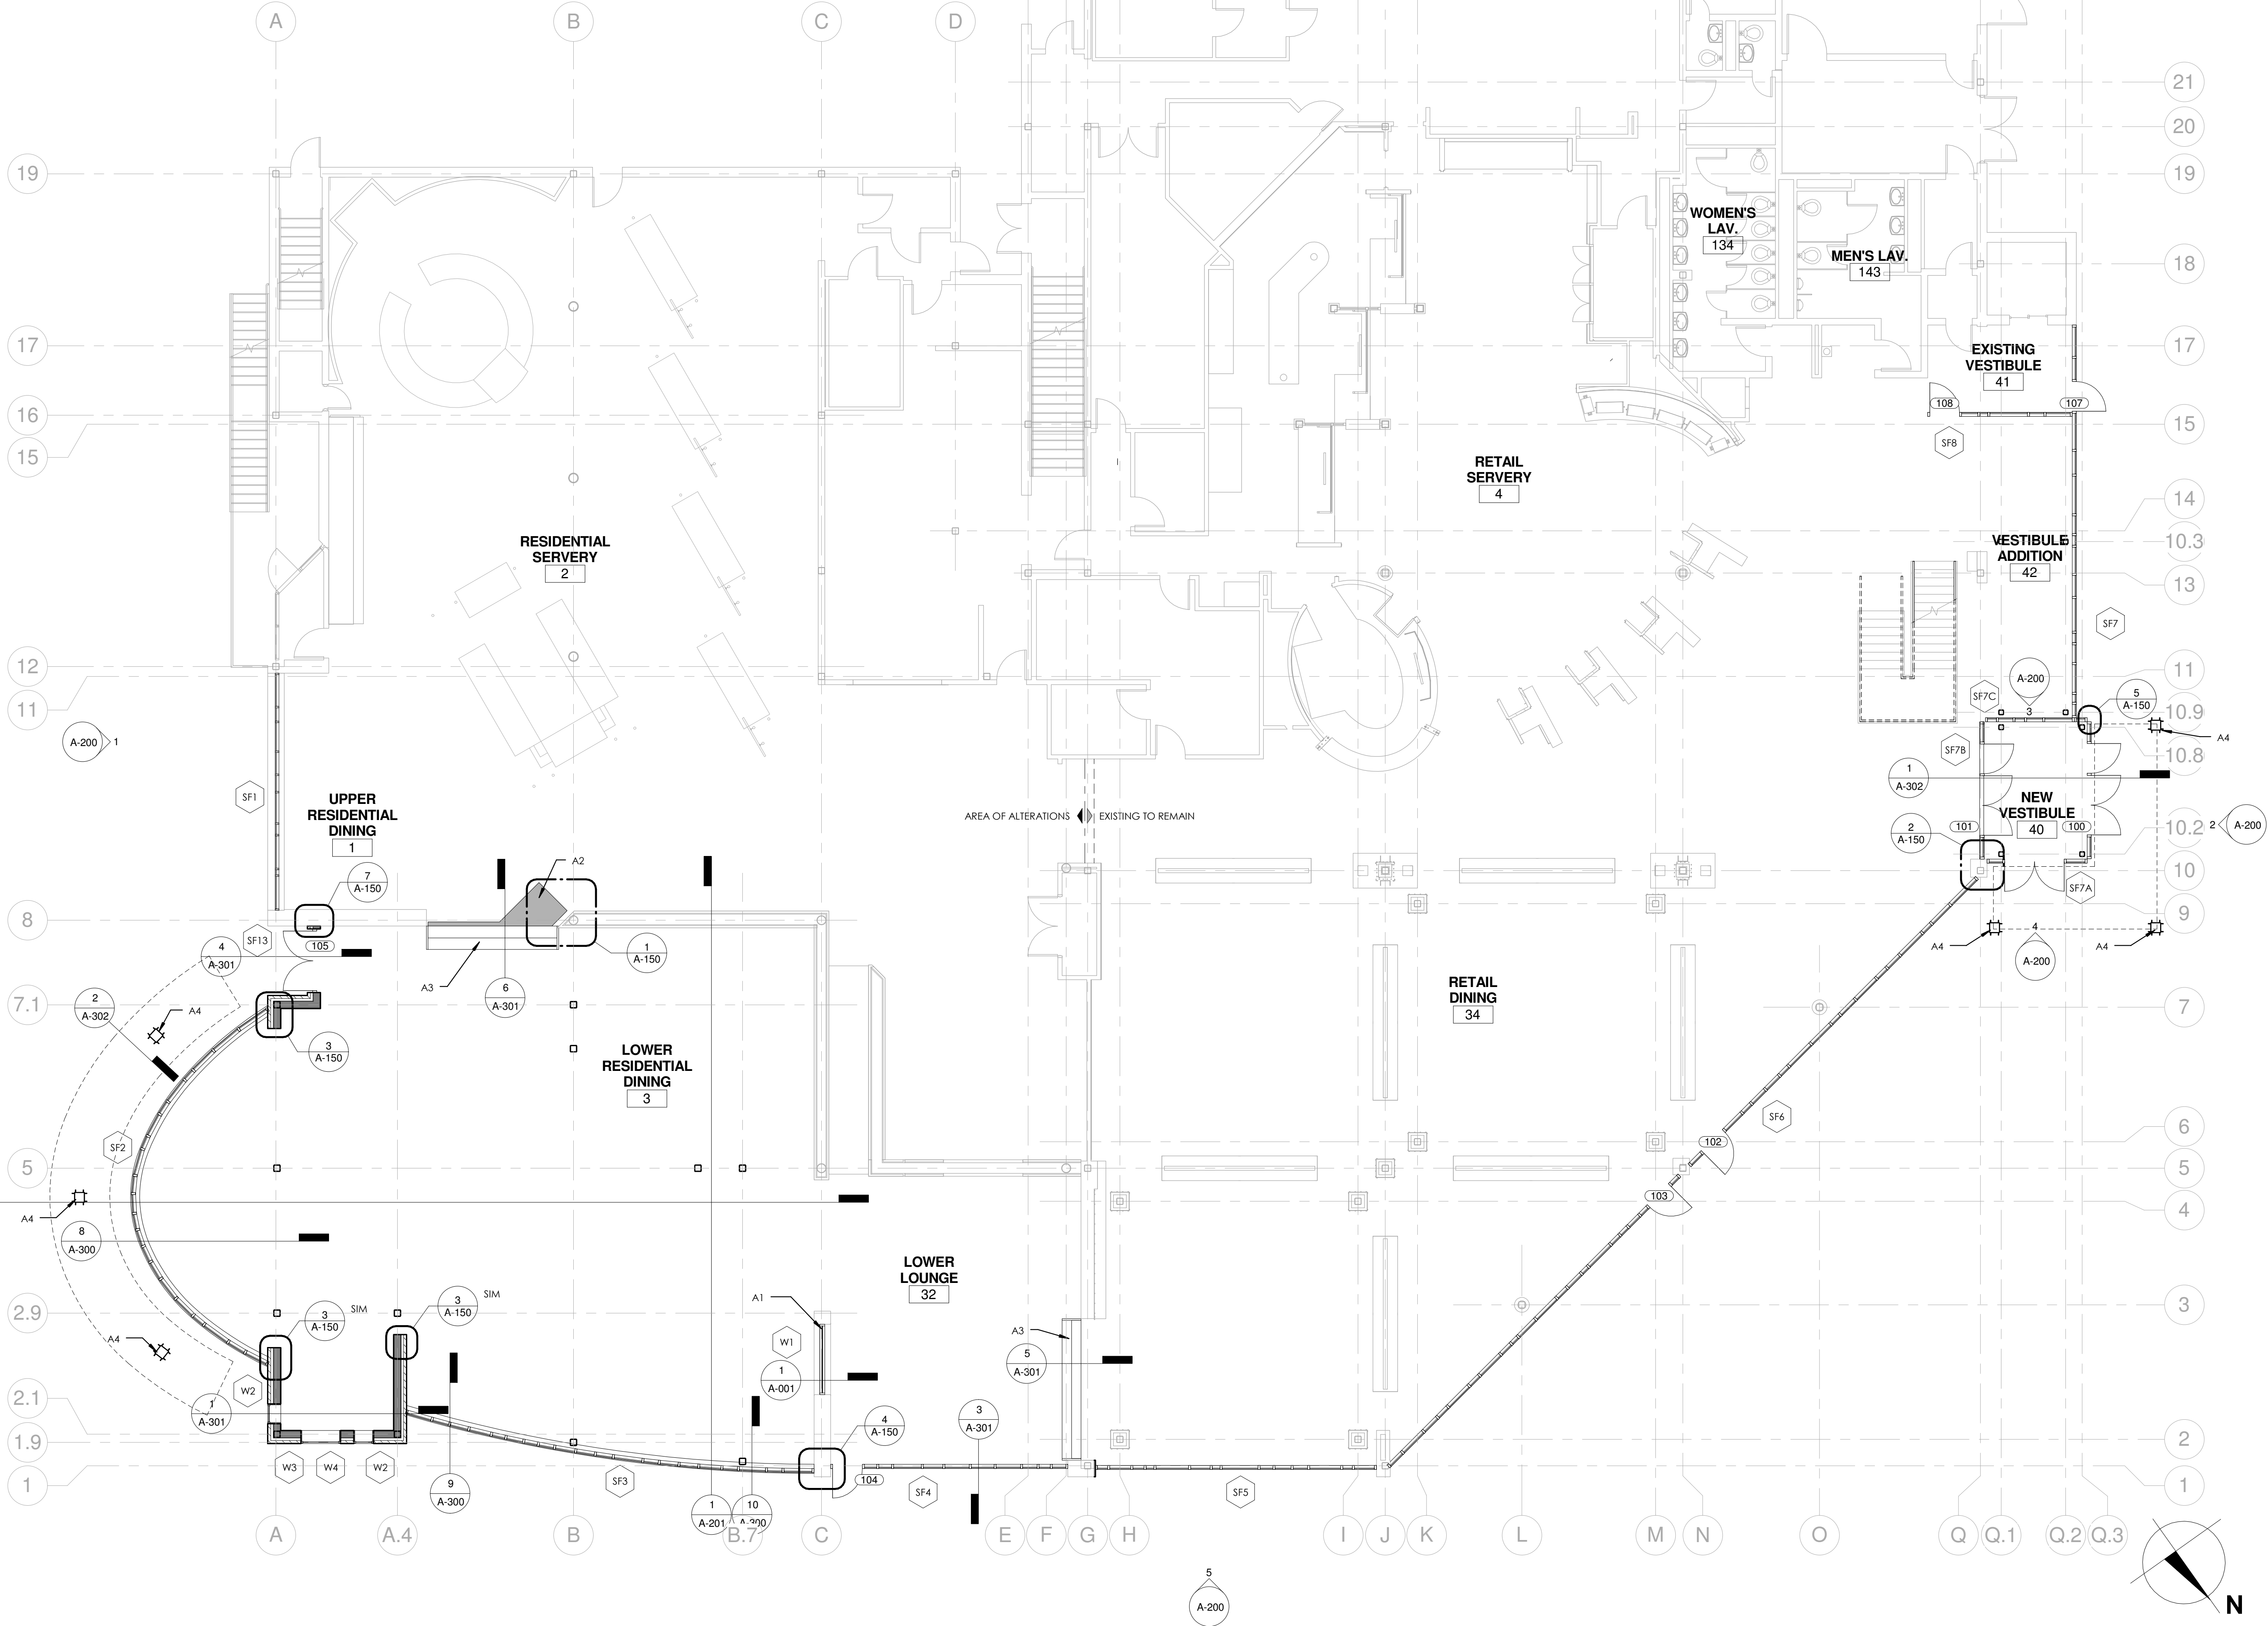 A
B
C
D
21
20
19
19
WOMEN'S
LAV.
134
MEN'S LAV.
143
18
17
EXISTING
VESTIBULE
41
17
108
107
16
15
SF8
15
RETAIL
SERVERY
4
14
RESIDENTIAL
SERVERY
2
VESTIBULE
ADDITION
42
10.3
13
SF7
12
11
11
A-200
1
SF7C
A-200
3
5
A-150
10.9
A4
SF7B
10.8
1
A-302
SF1
UPPER
RESIDENTIAL
DINING
1
AREA OF ALTERATIONS
EXISTING TO REMAIN
NEW
VESTIBULE
40
101
100
2
A-150
10.2
2
A-200
A2
7
A-150
10
SF7A
8
9
SF13
105
4
A-301
1
A-150
A3
6
A-301
A4
4
A-200
A4
RETAIL
DINING
34
7.1
2
A-302
A4
7
3
A-150
LOWER
RESIDENTIAL
DINING
3
SF6
SF2
102
6
5
5
103
A4
4
8
A-300
LOWER
LOUNGE
32
2.9
3
A-150
SIM
3
A-150
SIM
A1
3
A4
W1
A3
5
A-301
1
A-001
W2
2.1
1
A-301
3
A-301
4
A-150
1.9
2
W3
W4
W2
SF3
104
SF4
SF5
1
1
9
A-300
1
A-201
10
A-300
A
A.4
B
B.7
C
E
F
G
H
I
J
K
L
M
N
O
Q
Q.1
Q.2
Q.3
5
A-200
N